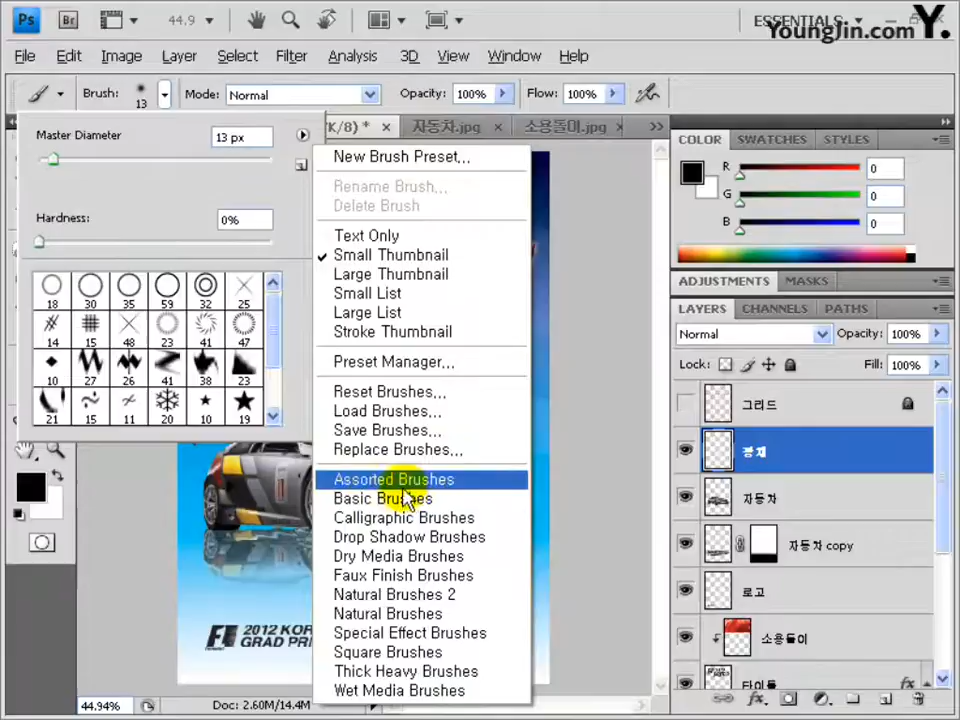 Ps
Br
44.9
ESSENTIALS
YoungJin.com Y.
File Edit Image Layer Select Filter Analysis 3D View Window Help
Brush: 13 Mode: Normal Opacity: 100% Flow: 100%
K/8) * × 자동차.jpg × 소용돌이.jpg ×
Master Diameter 13 px
Hardness: 0%
18 30 35 59 32 25
14 15 48 23 41 47
10 27 26 41 38 23
21 15 11 20 10 19
New Brush Preset...
Rename Brush...
Delete Brush
Text Only
Small Thumbnail
Large Thumbnail
Small List
Large List
Stroke Thumbnail
Preset Manager...
Reset Brushes...
Load Brushes...
Save Brushes...
Replace Brushes...
Assorted Brushes
Basic Brushes
Calligraphic Brushes
Drop Shadow Brushes
Dry Media Brushes
Faux Finish Brushes
Natural Brushes 2
Natural Brushes
Special Effect Brushes
Square Brushes
Thick Heavy Brushes
Wet Media Brushes
COLOR SWATCHES STYLES
R 0
G 0
B 0
ADJUSTMENTS MASKS
LAYERS CHANNELS PATHS
Normal Opacity: 100%
Lock: Fill: 100%
그리드
광채
자동차
자동차 copy
로고
소용돌이
타이틀 fx
2012 KOR
GRAD PRI
44.94% Doc: 2.60M/14.4M